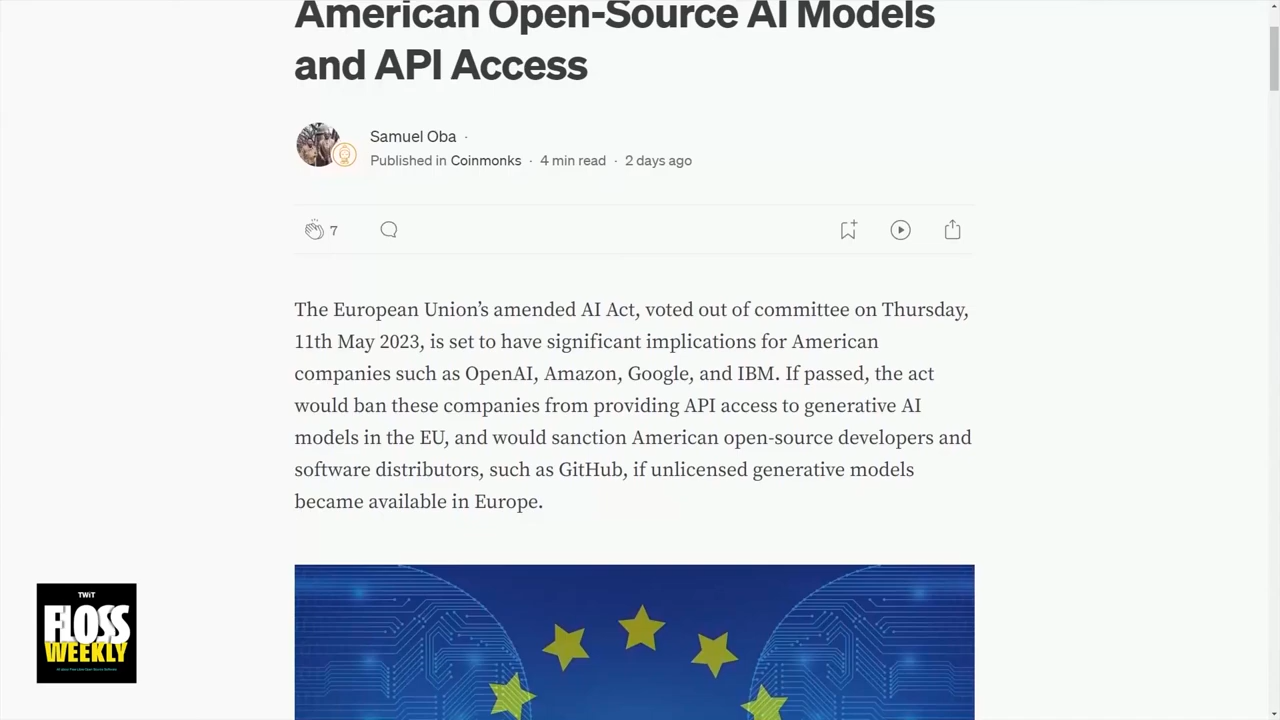 American Open-Source AI Models
and API Access
Samuel Oba ·
Published in Coinmonks · 4 min read · 2 days ago
7
The European Union’s amended AI Act, voted out of committee on Thursday,
11th May 2023, is set to have significant implications for American
companies such as OpenAI, Amazon, Google, and IBM. If passed, the act
would ban these companies from providing API access to generative AI
models in the EU, and would sanction American open-source developers and
software distributors, such as GitHub, if unlicensed generative models
became available in Europe.
TWiT
FLOSS
WEEKLY